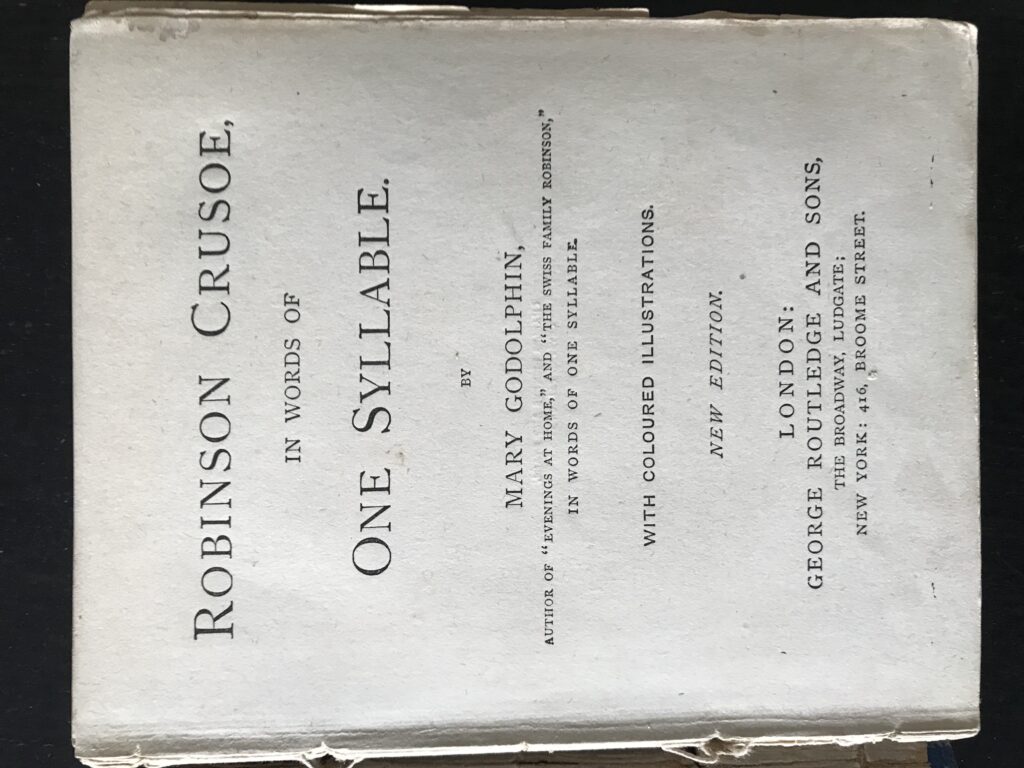 ROBINSON CRUSOE,
IN WORDS OF
ONE SYLLABLE.
BY
MARY GODOLPHIN,
AUTHOR OF "EVENINGS AT HOME," AND "THE SWISS FAMILY ROBINSON,"
IN WORDS OF ONE SYLLABLE.
WITH COLOURED ILLUSTRATIONS.
NEW EDITION.
LONDON:
GEORGE ROUTLEDGE AND SONS,
THE BROADWAY, LUDGATE;
NEW YORK: 416, BROOME STREET.